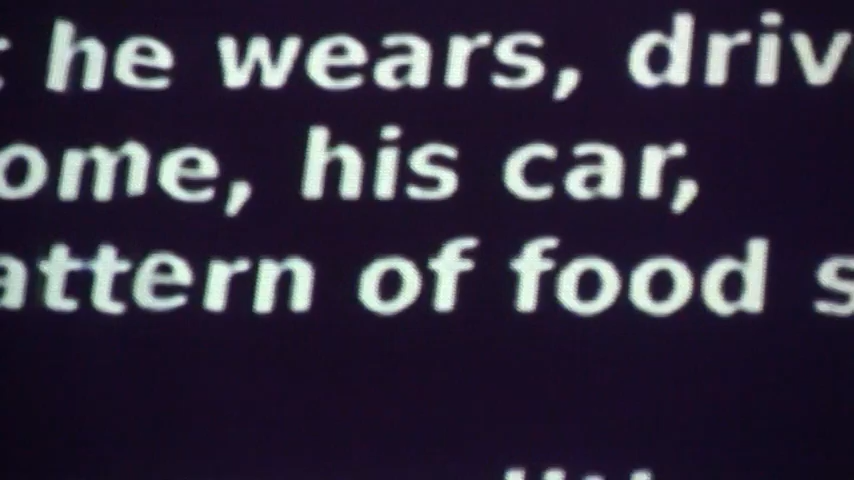 he wears, driv
ome, his car,
attern of food s